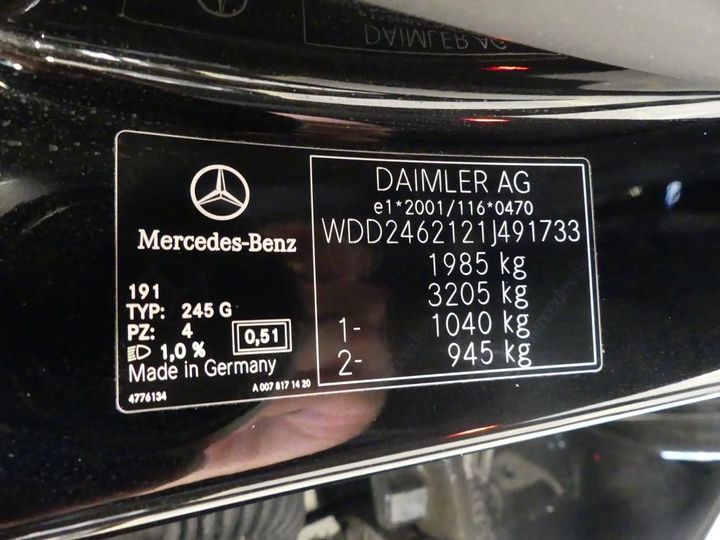 DAIMLER AG
Mercedes-Benz
191
TYP: 245 G
PZ: 4
0,51
1,0 %
Made in Germany
4776134
A 007 817 14 20
DAIMLER AG
e1*2001/116*0470
WDD2462121J491733
1985 kg
3205 kg
1- 1040 kg
2- 945 kg